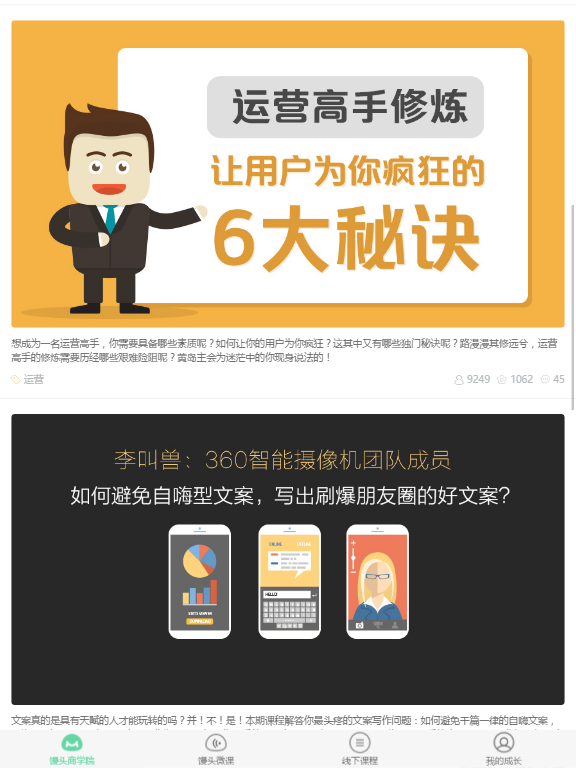 运营高手修炼
让用户为你疯狂的
6大秘诀
想成为一名运营高手，你需要具备哪些素质呢？如何让你的用户为你疯狂？这其中又有哪些独门秘诀呢？路漫漫其修远兮，运营
高手的修炼需要历经哪些艰难险阻呢？黄岛主会为迷茫中的你现身说法的！
运营
9249 1062 45
李叫兽：360智能摄像机团队成员
如何避免自嗨型文案，写出刷爆朋友圈的好文案？
HELLO
文案真的是具有天赋的人才能玩转的吗？并！不！是！本期课程解答你最头疼的文案写作问题：如何避免千篇一律的自嗨文案，
馒头商学院 馒头微课 线下课程 我的成长